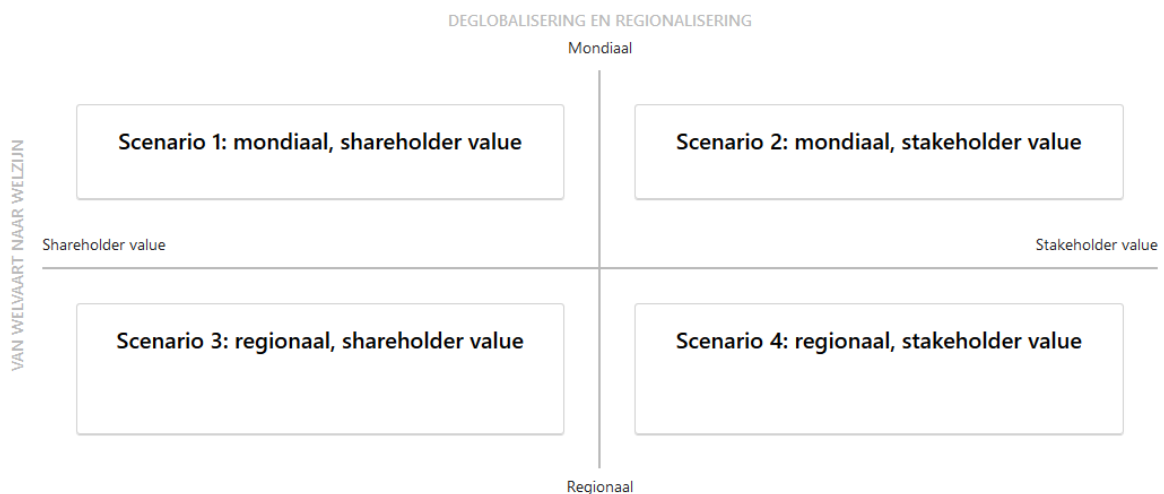 DEGLOBALISERING EN REGIONALISERING
Mondiaal
Scenario 1: mondiaal, shareholder value
Scenario 2: mondiaal, stakeholder value
VAN WELVAART NAAR WELZIJN
Shareholder value
Stakeholder value
Scenario 3: regionaal, shareholder value
Scenario 4: regionaal, stakeholder value
Regionaal